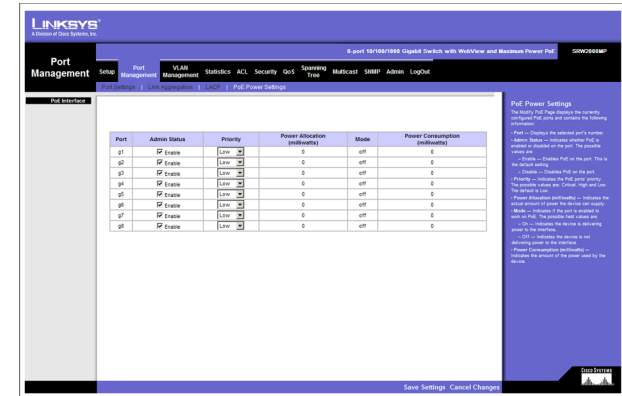 LINKSYS®
A Division of Cisco Systems, Inc.
8-port 10/100/1000 Gigabit Switch with WebView and Maximum Power PoE
SRW2008MP
Port Management
Setup
Port Management
VLAN Management
Statistics
ACL
Security
QoS
Spanning Tree
Multicast
SNMP
Admin
LogOut
Port Settings | Link Aggregation | LACP | PoE Power Settings
PoE Interface
Port Admin Status Priority Power Allocation (milliwatts) Mode Power Consumption (milliwatts)
g1 Enable Low 0 off 0
g2 Enable Low 0 off 0
g3 Enable Low 0 off 0
g4 Enable Low 0 off 0
g5 Enable Low 0 off 0
g6 Enable Low 0 off 0
g7 Enable Low 0 off 0
g8 Enable Low 0 off 0
PoE Power Settings
The Modify PoE Page displays the currently
configured PoE ports and contains the following
information:
· Port — Displays the selected port's number.
· Admin Status — Indicates whether PoE is
enabled or disabled on the port. The possible
values are:
– Enable — Enables PoE on the port. This is
the default setting.
– Disable — Disables PoE on the port.
· Priority — Indicates the PoE ports' priority.
The possible values are: Critical, High and Low.
The default is Low.
· Power Allocation (milliwatts) — Indicates the
actual amount of power the device can supply.
· Mode — Indicates if the port is enabled to
work on PoE. The possible field values are:
– On — Indicates the device is delivering
power to the interface.
– Off — Indicates the device is not
delivering power to the interface.
· Power Consumption (milliwatts) —
Indicates the amount of the power used by the
device.
Save Settings Cancel Changes
CISCO SYSTEMS